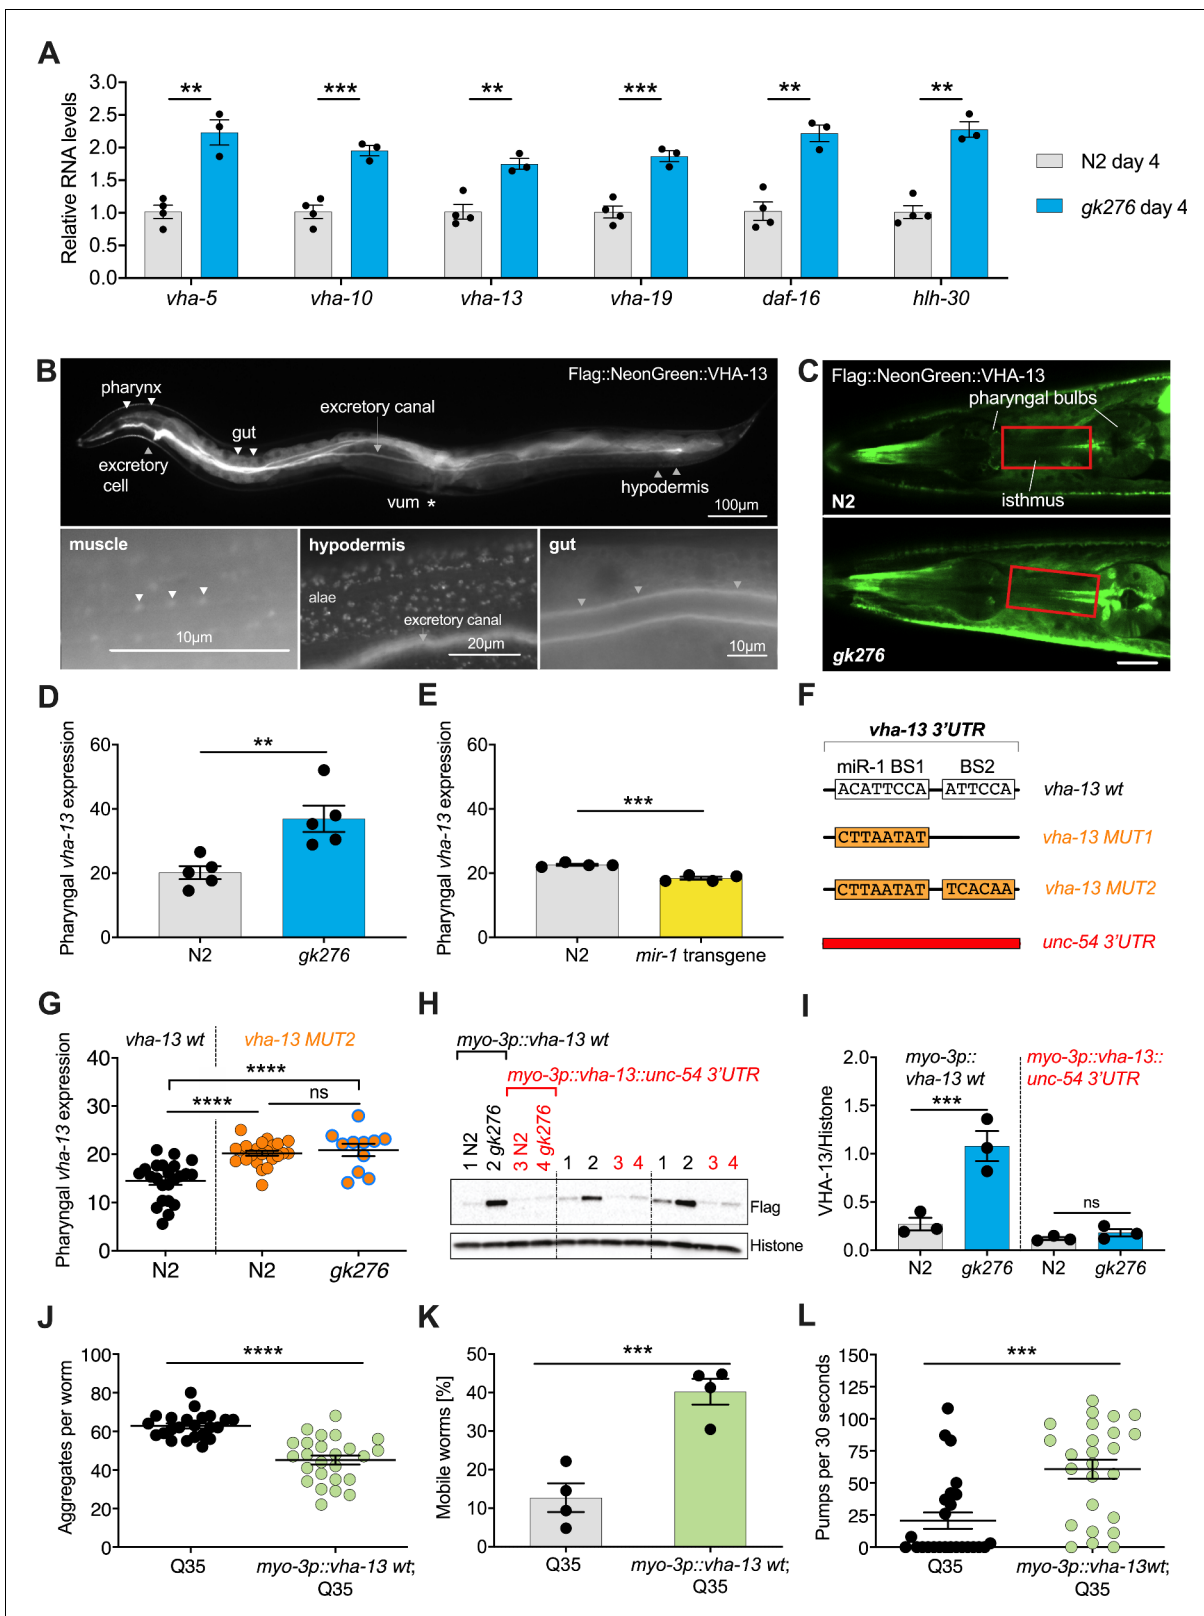 A
Relative RNA levels
3.0
2.5
2.0
1.5
1.0
0.5
0.0
** *** ** *** ** **
vha-5 vha-10 vha-13 vha-19 daf-16 hlh-30
N2 day 4
gk276 day 4
B
Flag::NeonGreen::VHA-13
pharynx
excretory canal
gut
excretory cell
vum *
hypodermis
100µm
muscle
10µm
hypodermis
alae
excretory canal
20µm
gut
10µm
C
Flag::NeonGreen::VHA-13
pharyngal bulbs
isthmus
N2
gk276
D
Pharyngal vha-13 expression
60
40
20
0
**
N2 gk276
E
Pharyngal vha-13 expression
60
40
20
0
***
N2 mir-1 transgene
F
vha-13 3'UTR
miR-1 BS1 BS2
ACATTCCA ATTCCA vha-13 wt
CTTAATAT vha-13 MUT1
CTTAATAT TCACAA vha-13 MUT2
unc-54 3'UTR
G
Pharyngal vha-13 expression
vha-13 wt vha-13 MUT2
40
30
20
10
0
****
**** ns
N2 N2 gk276
H
myo-3p::vha-13 wt
myo-3p::vha-13::unc-54 3'UTR
1 N2
2 gk276
3 N2
4 gk276
1 2 3 4 1 2 3 4
Flag
Histone
I
VHA-13/Histone
2.0
1.5
1.0
0.5
0.0
myo-3p::
vha-13 wt
myo-3p::vha-13::
unc-54 3'UTR
***
ns
N2 gk276 N2 gk276
J
Aggregates per worm
100
80
60
40
20
0
****
Q35 myo-3p::vha-13 wt;
Q35
K
Mobile worms [%]
50
40
30
20
10
0
***
Q35 myo-3p::vha-13 wt;
Q35
L
Pumps per 30 seconds
150
125
100
75
50
25
0
***
Q35 myo-3p::vha-13wt;
Q35